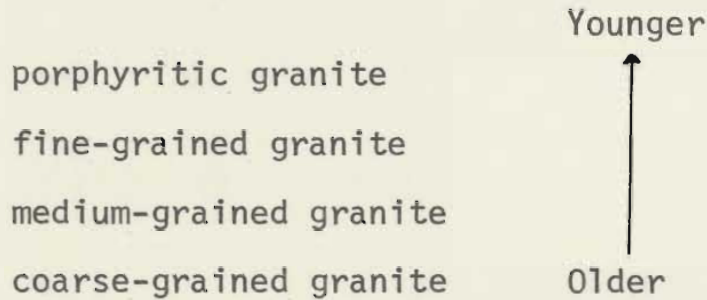 Younger
porphyritic granite
fine-grained granite
medium-grained granite
coarse-grained granite Older